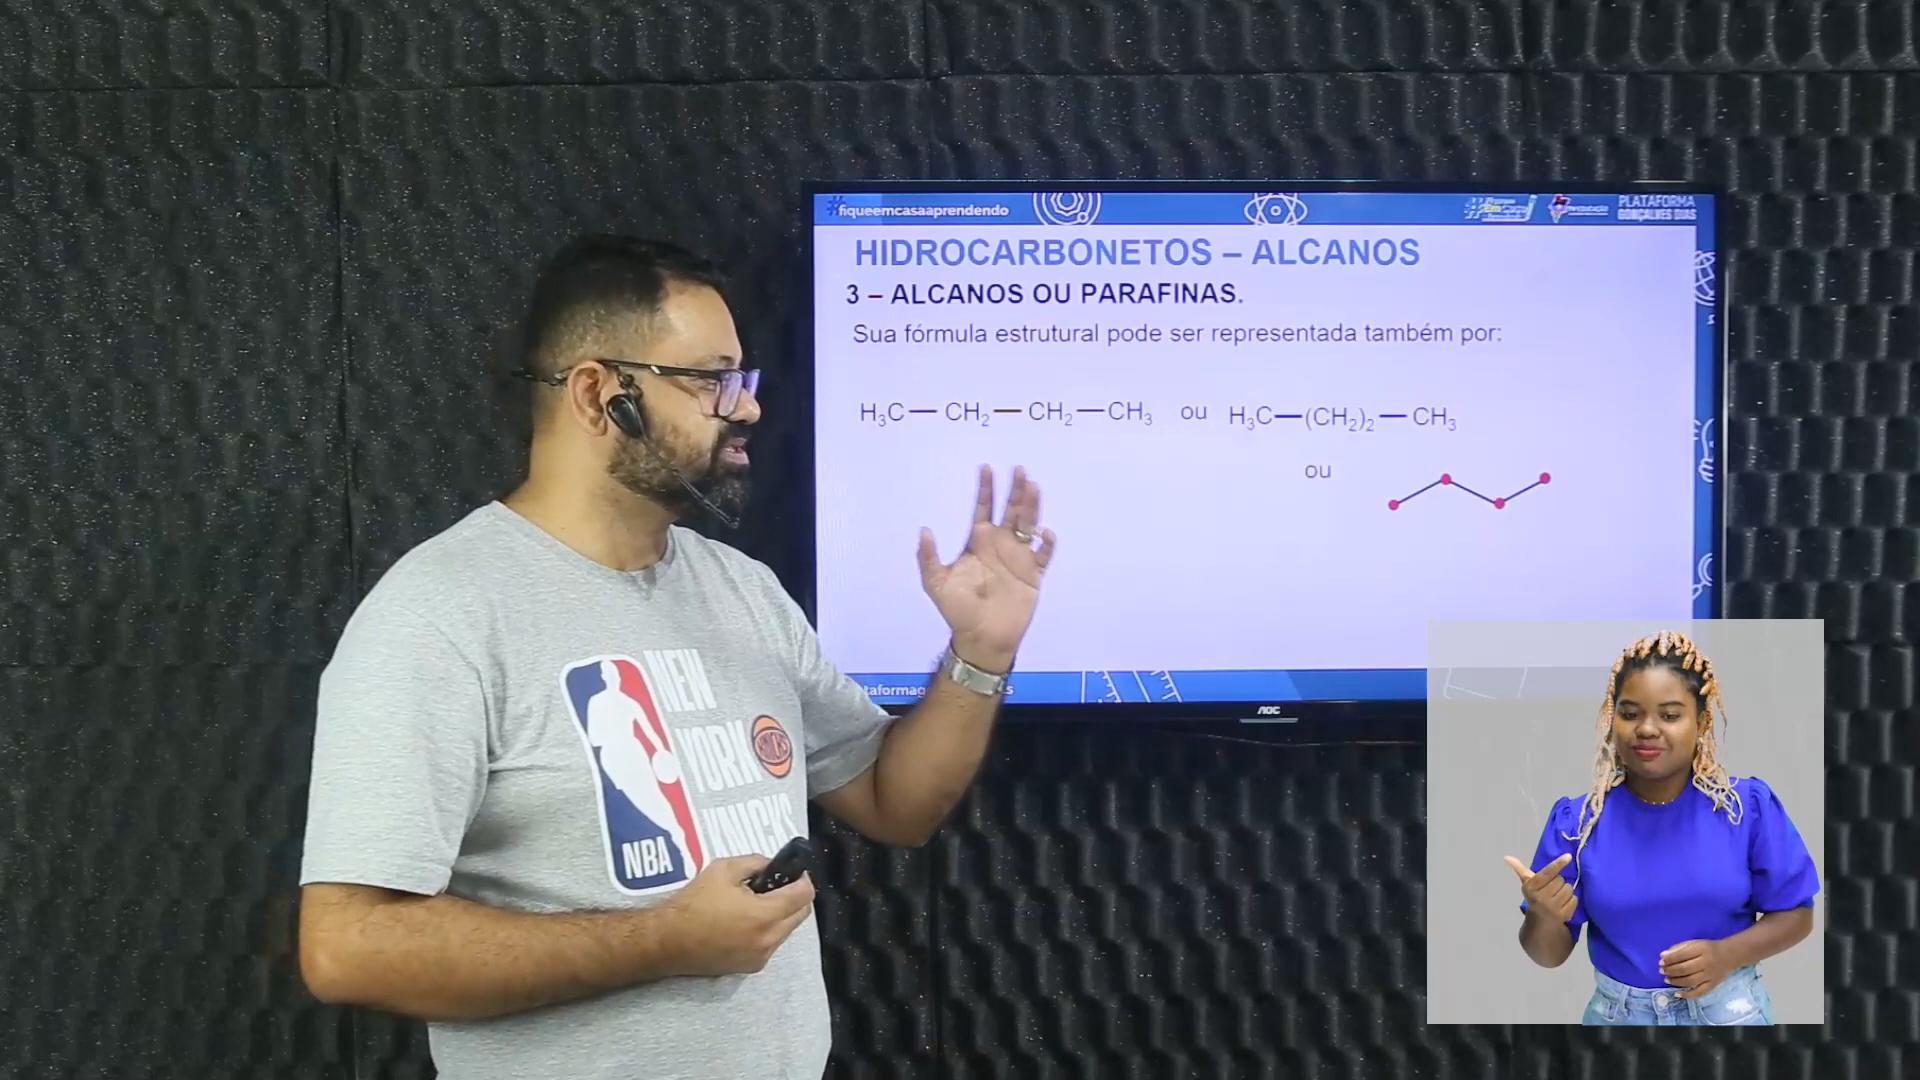 #fiqueemcasaaprendendo
PLATAFORMA
GONÇALVES DIAS
HIDROCARBONETOS – ALCANOS
3 – ALCANOS OU PARAFINAS.
Sua fórmula estrutural pode ser representada também por:
H₃C — CH₂ — CH₂ — CH₃ ou H₃C — (CH₂)₂ — CH₃
ou
AOC
NEW
YORK
KNICKS
NBA